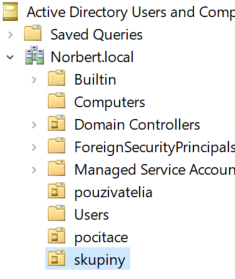 Active Directory Users and Comp
Saved Queries
Norbert.local
Builtin
Computers
Domain Controllers
ForeignSecurityPrincipals
Managed Service Accoun
pouzivatelia
Users
pocitace
skupiny